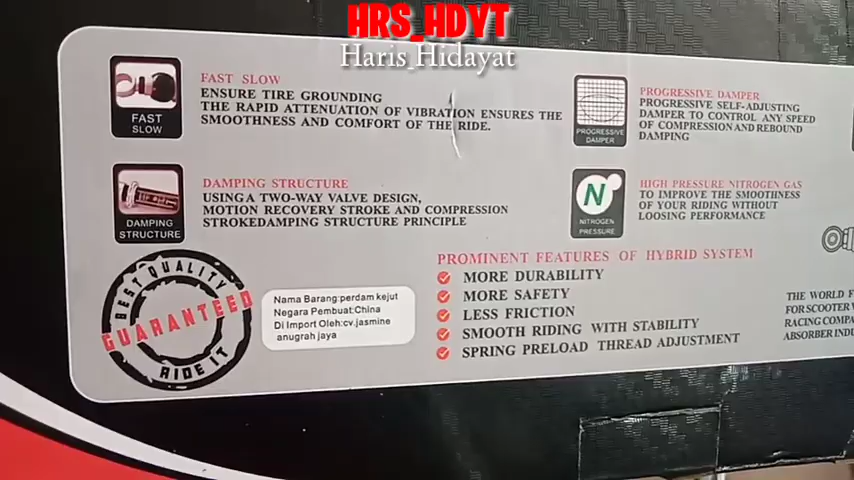 HRS_HDYT
Haris_Hidayat
FAST SLOW
ENSURE TIRE GROUNDING
THE RAPID ATTENUATION OF VIBRATION ENSURES THE
SMOOTHNESS AND COMFORT OF THE RIDE.
FAST
SLOW
PROGRESSIVE DAMPER
PROGRESSIVE SELF-ADJUSTING
DAMPER TO CONTROL ANY SPEED
OF COMPRESSION AND REBOUND
DAMPING
PROGRESSIVE
DAMPER
DAMPING STRUCTURE
USING A TWO-WAY VALVE DESIGN,
MOTION RECOVERY STROKE AND COMPRESSION
STROKEDAMPING STRUCTURE PRINCIPLE
DAMPING
STRUCTURE
N
NITROGEN
PRESSURE
HIGH PRESSURE NITROGEN GAS
TO IMPROVE THE SMOOTHNESS
OF YOUR RIDING WITHOUT
LOOSING PERFORMANCE
BEST QUALITY
GUARANTEED
RIDE IT
Nama Barang:perdam kejut
Negara Pembuat;China
Di Import Oleh:cv.jasmine
anugrah jaya
PROMINENT FEATURES OF HYBRID SYSTEM
MORE DURABILITY
MORE SAFETY
LESS FRICTION
SMOOTH RIDING WITH STABILITY
SPRING PRELOAD THREAD ADJUSTMENT
THE WORLD F
FOR SCOOTER
RACING COMPA
ABSORBER IND